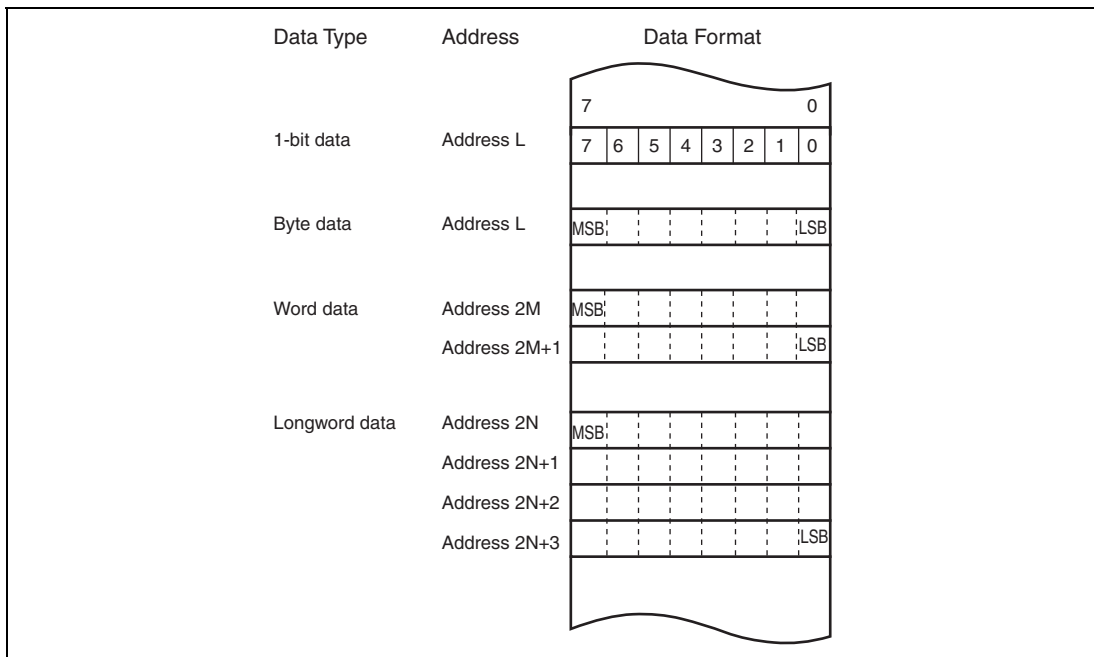 Data Type Address Data Format
7 0
1-bit data Address L 7 6 5 4 3 2 1 0
Byte data Address L MSB LSB
Word data Address 2M MSB
Address 2M+1 LSB
Longword data Address 2N MSB
Address 2N+1
Address 2N+2
Address 2N+3 LSB